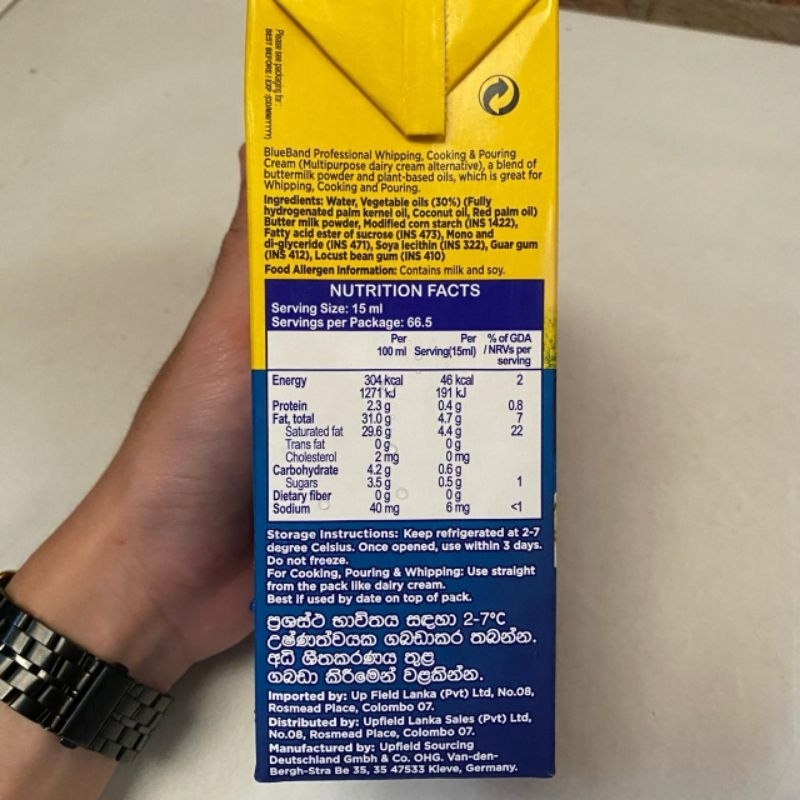 Please see packaging for:
BEST BEFORE / EXP :(DDMMYYYY)
BlueBand Professional Whipping, Cooking & Pouring
Cream (Multipurpose dairy cream alternative), a blend of
buttermilk powder and plant-based oils, which is great for
Whipping, Cooking and Pouring.
Ingredients: Water, Vegetable oils (30%) (Fully
hydrogenated palm kernel oil, Coconut oil, Red palm oil)
Butter milk powder, Modified corn starch (INS 1422),
Fatty acid ester of sucrose (INS 473), Mono and
di-glyceride (INS 471), Soya lecithin (INS 322), Guar gum
(INS 412), Locust bean gum (INS 410)
Food Allergen Information: Contains milk and soy.
NUTRITION FACTS
Serving Size: 15 ml
Servings per Package: 66.5
Per 100 ml Per Serving(15ml) % of GDA / NRVs per serving
Energy 304 kcal 46 kcal 2
1271 kJ 191 kJ
Protein 2.3 g 0.4 g 0.8
Fat, total 31.0 g 4.7 g 7
Saturated fat 29.6 g 4.4 g 22
Trans fat 0 g 0 g
Cholesterol 2 mg 0 mg
Carbohydrate 4.2 g 0.6 g
Sugars 3.5 g 0.5 g 1
Dietary fiber 0 g 0 g
Sodium 40 mg 6 mg <1
Storage Instructions: Keep refrigerated at 2-7
degree Celsius. Once opened, use within 3 days.
Do not freeze.
For Cooking, Pouring & Whipping: Use straight
from the pack like dairy cream.
Best if used by date on top of pack.
ප්‍රශස්ථ භාවිතය සඳහා 2-7°C
උෂ්ණත්වයක ගබඩාකර තබන්න.
අධි ශීතකරණය තුළ
ගබඩා කිරීමෙන් වළකින්න.
Imported by: Up Field Lanka (Pvt) Ltd, No.08,
Rosmead Place, Colombo 07.
Distributed by: Upfield Lanka Sales (Pvt) Ltd,
No.08, Rosmead Place, Colombo 07.
Manufactured by: Upfield Sourcing
Deutschland Gmbh & Co. OHG. Van-den-
Bergh-Stra Be 35, 35 47533 Kleve, Germany.